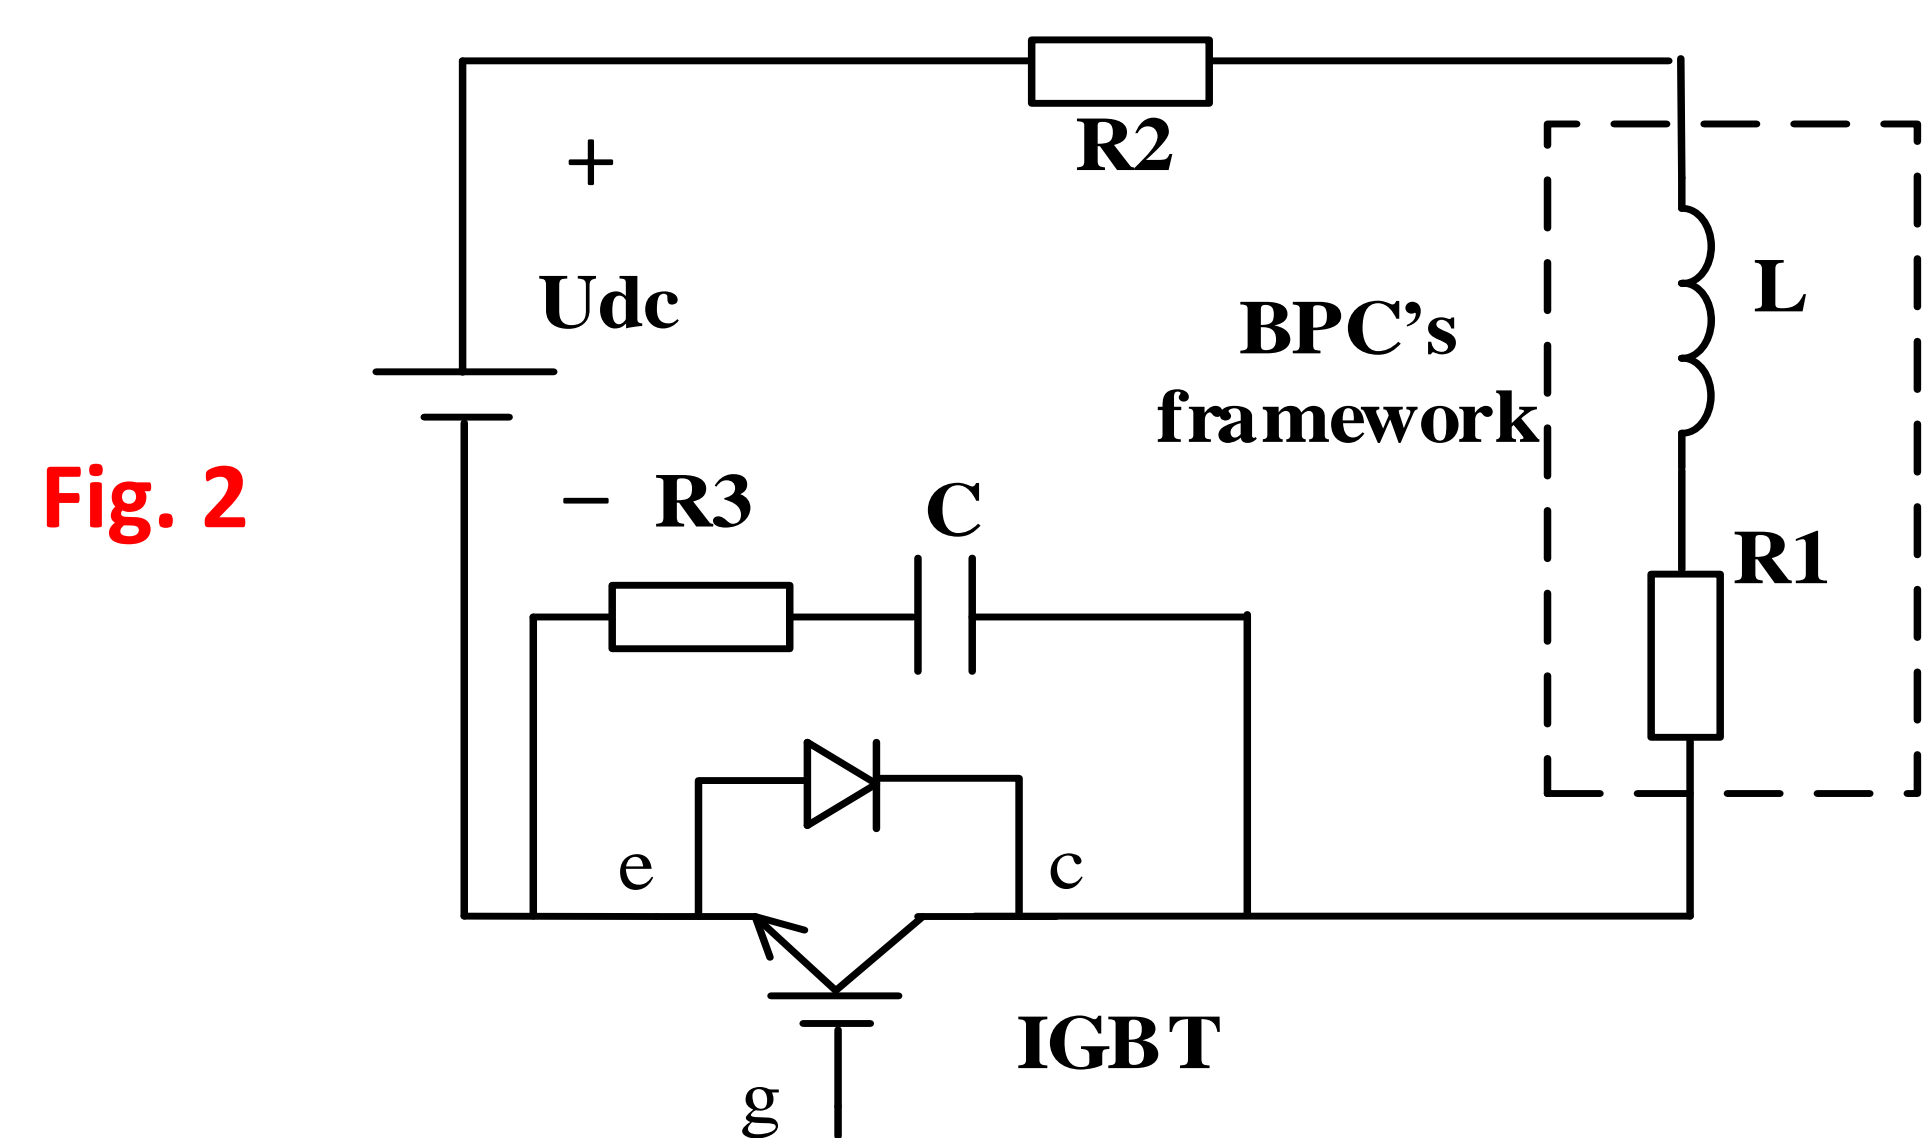 R2
+
Udc
L
BPC's
framework
Fig. 2
−
R3
C
R1
e
c
IGBT
g